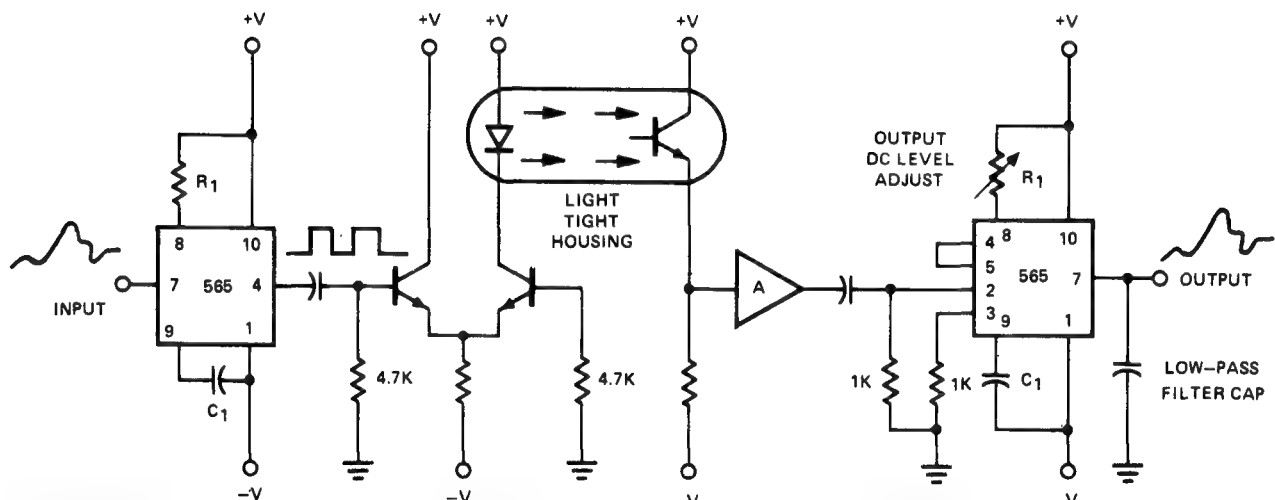 +V
+V
+V
+V
+V
R1
8
10
7
565
4
9
1
INPUT
C1
-V
4.7K
-V
4.7K
LIGHT
TIGHT
HOUSING
A
V
1K
1K
OUTPUT
DC LEVEL
ADJUST
R1
8
10
4
5
565
2
7
3
9
1
C1
V
OUTPUT
LOW-PASS
FILTER CAP